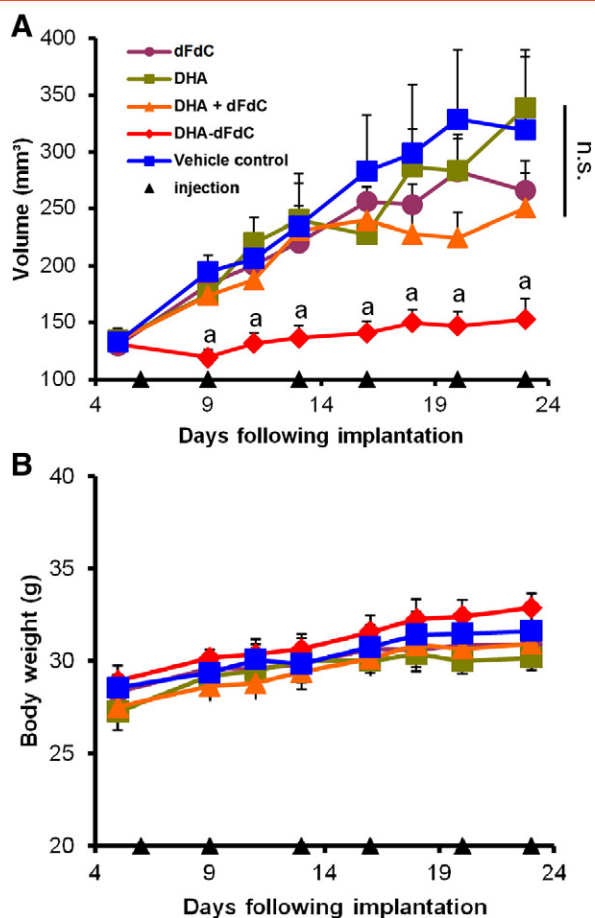 A
400
350
300
250
200
150
100
Volume (mm³)
dFdC
DHA
DHA + dFdC
DHA-dFdC
Vehicle control
injection
n.s.
a a a a a a a
4 9 14 19 24
Days following implantation
B
40
35
30
25
20
Body weight (g)
4 9 14 19 24
Days following implantation